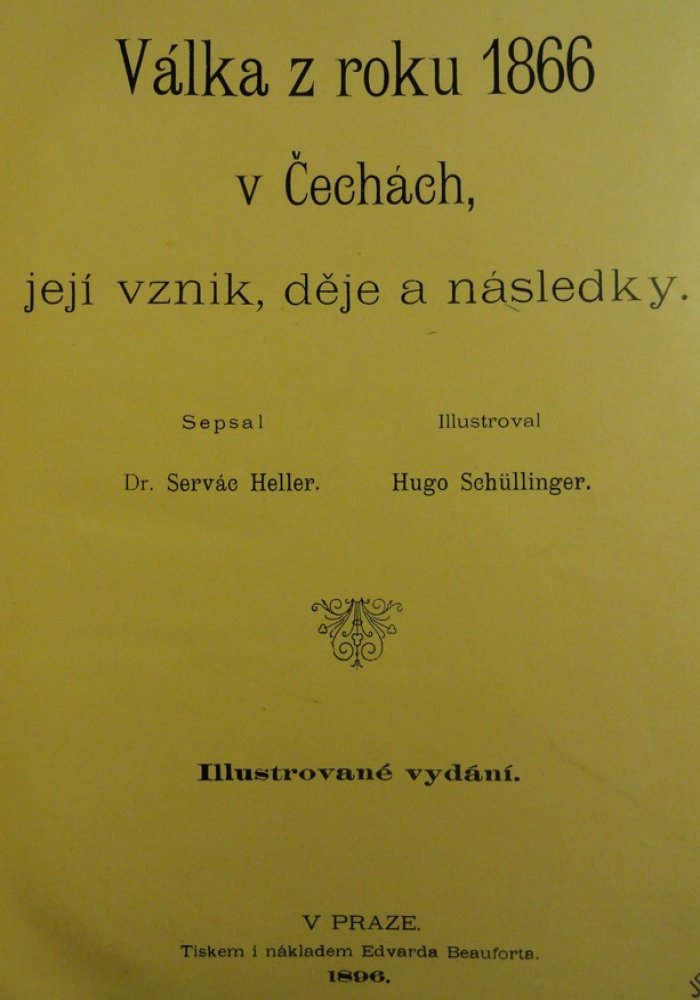 Válka z roku 1866
v Čechách,
její vznik, děje a následky.
Sepsal
Illustroval
Dr. Servác Heller.
Hugo Schüllinger.
Illustrované vydání.
V PRAZE.
Tiskem i nákladem Edvarda Beauforta.
1896.